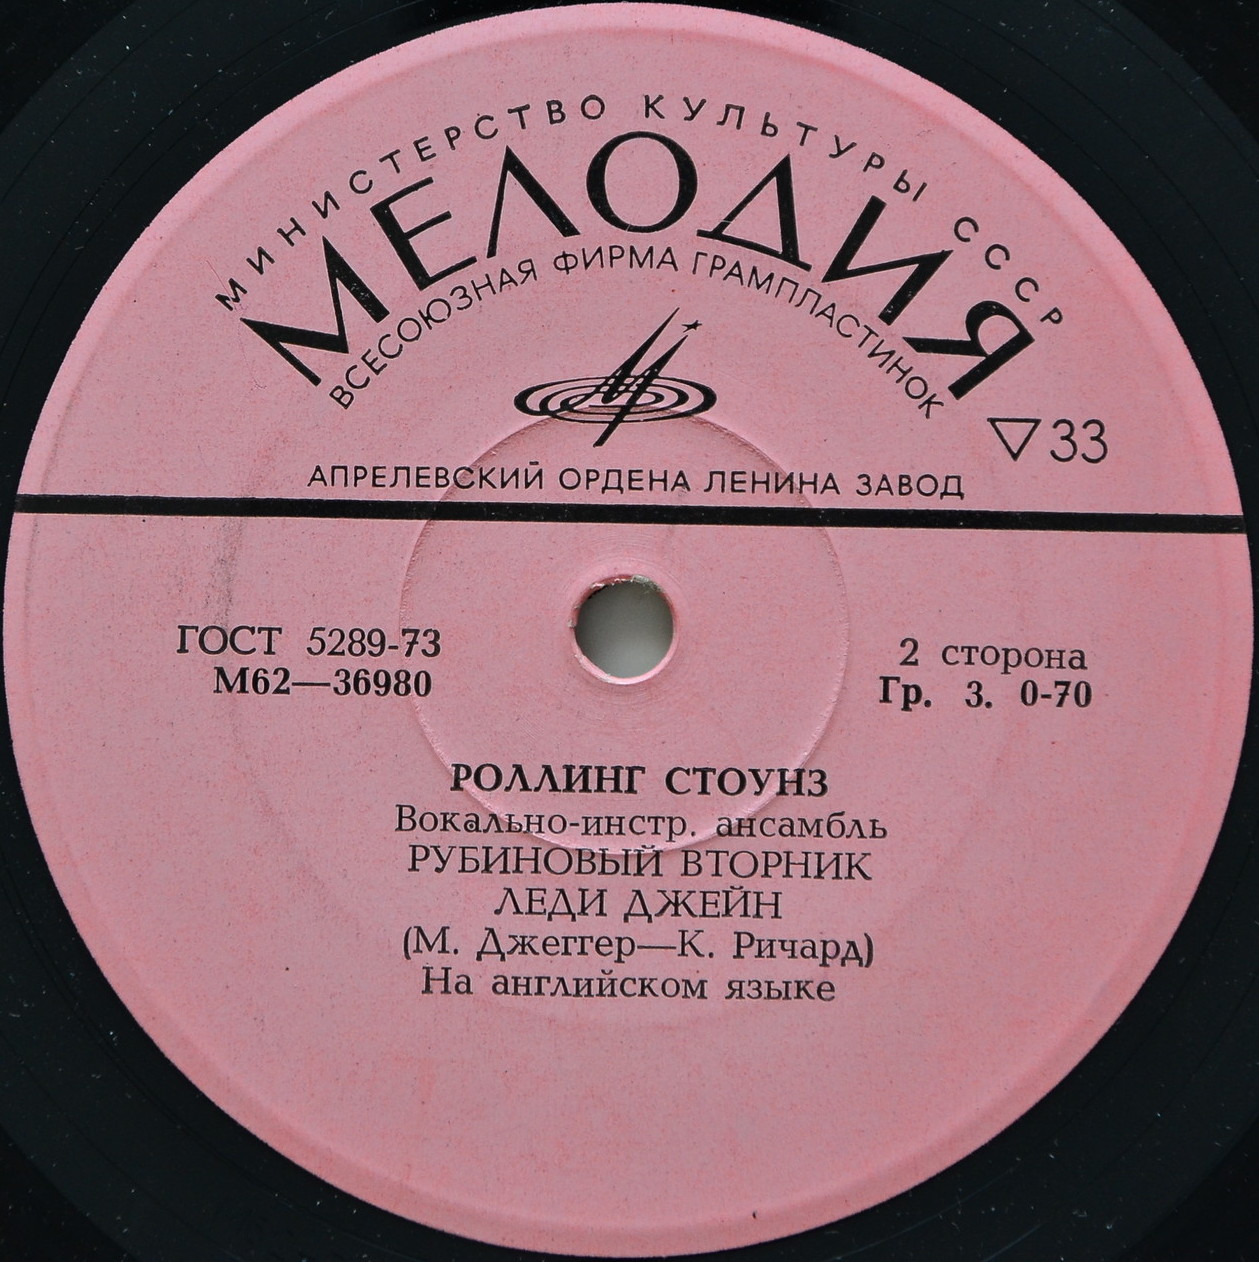 МИНИСТЕРСТВО КУЛЬТУРЫ СССР
МЕЛОДИЯ
ВСЕСОЮЗНАЯ ФИРМА ГРАМПЛАСТИНОК
33
АПРЕЛЕВСКИЙ ОРДЕНА ЛЕНИНА ЗАВОД
ГОСТ 5289-73
М62—36980
2 сторона
Гр. 3. 0-70
РОЛЛИНГ СТОУНЗ
Вокально-инстр. ансамбль
РУБИНОВЫЙ ВТОРНИК
ЛЕДИ ДЖЕЙН
(М. Джеггер—К. Ричард)
На английском языке